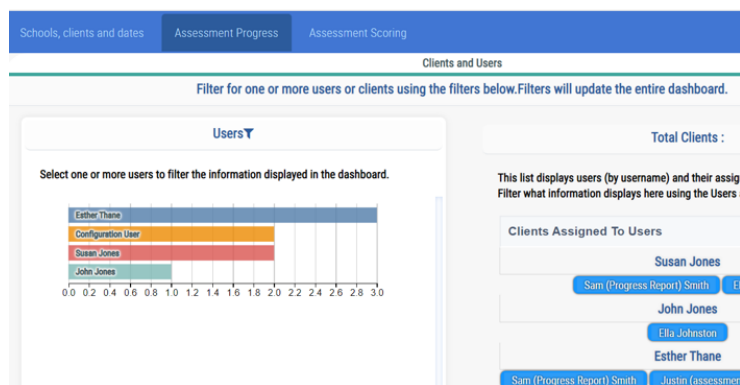 Schools, clients and dates Assessment Progress Assessment Scoring
Clients and Users
Filter for one or more users or clients using the filters below.Filters will update the entire dashboard.
Users
Select one or more users to filter the information displayed in the dashboard.
Esther Thane
Configuration User
Susan Jones
John Jones
0.0 0.2 0.4 0.6 0.8 1.0 1.2 1.4 1.6 1.8 2.0 2.2 2.4 2.6 2.8 3.0
Total Clients :
This list displays users (by username) and their assig
Filter what information displays here using the Users
Clients Assigned To Users
Susan Jones
Sam (Progress Report) Smith
John Jones
Ella Johnston
Esther Thane
Sam (Progress Report) Smith Justin (assessmen